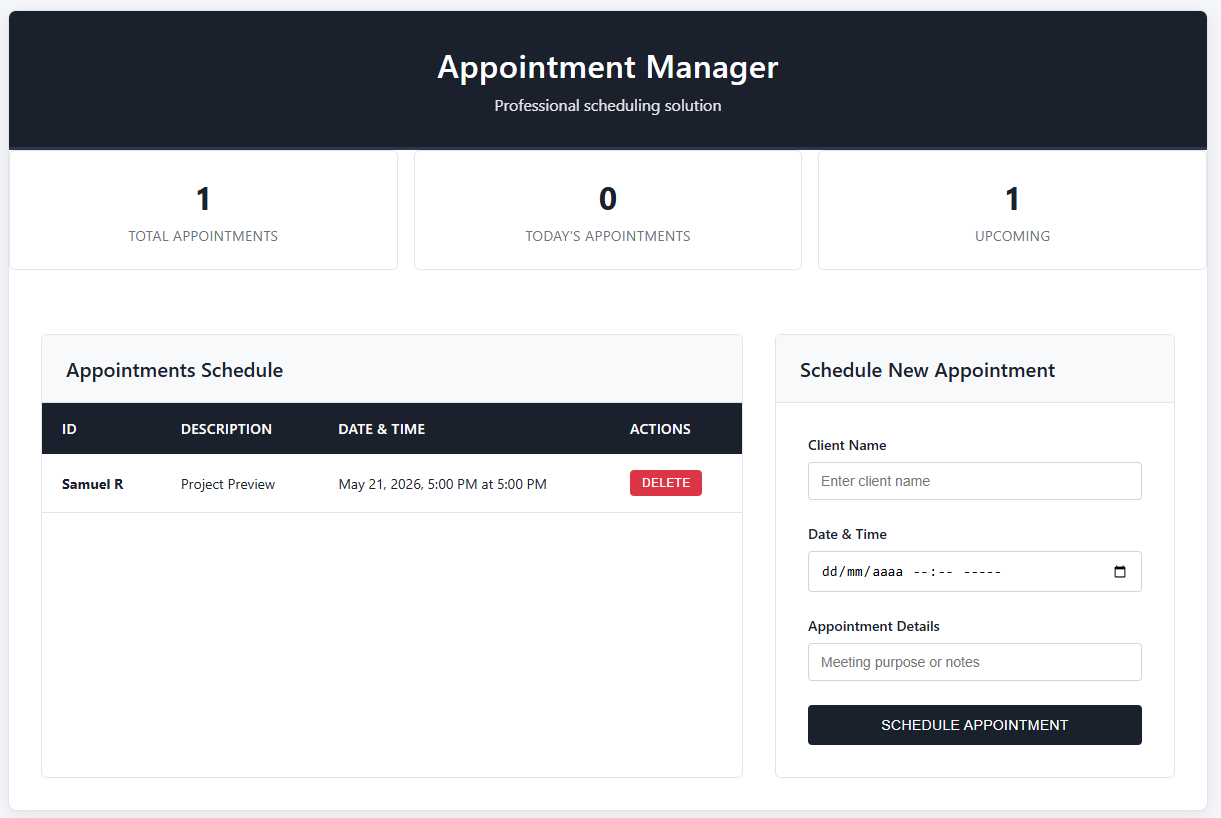 Appointment Manager
Professional scheduling solution
1
TOTAL APPOINTMENTS
0
TODAY'S APPOINTMENTS
1
UPCOMING
Appointments Schedule
ID DESCRIPTION DATE & TIME ACTIONS
Samuel R Project Preview May 21, 2026, 5:00 PM at 5:00 PM DELETE
Schedule New Appointment
Client Name
Enter client name
Date & Time
dd/mm/aaaa --:-- -----
Appointment Details
Meeting purpose or notes
SCHEDULE APPOINTMENT